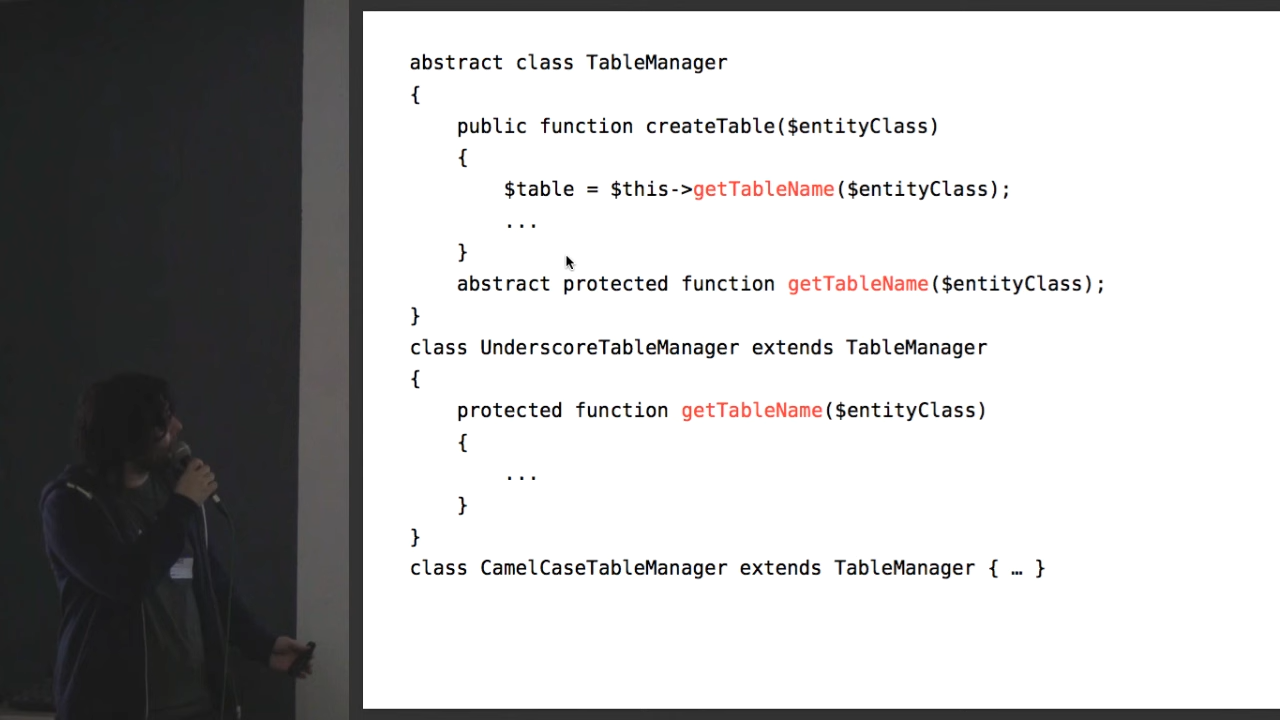 abstract class TableManager
{
public function createTable($entityClass)
{
$table = $this->getTableName($entityClass);
...
}
abstract protected function getTableName($entityClass);
}
class UnderscoreTableManager extends TableManager
{
protected function getTableName($entityClass)
{
...
}
}
class CamelCaseTableManager extends TableManager { … }